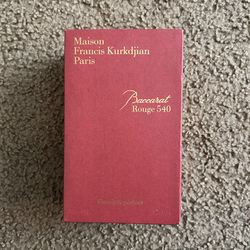 Maison
Francis Kurkdjian
Paris
Baccarat
Rouge 540